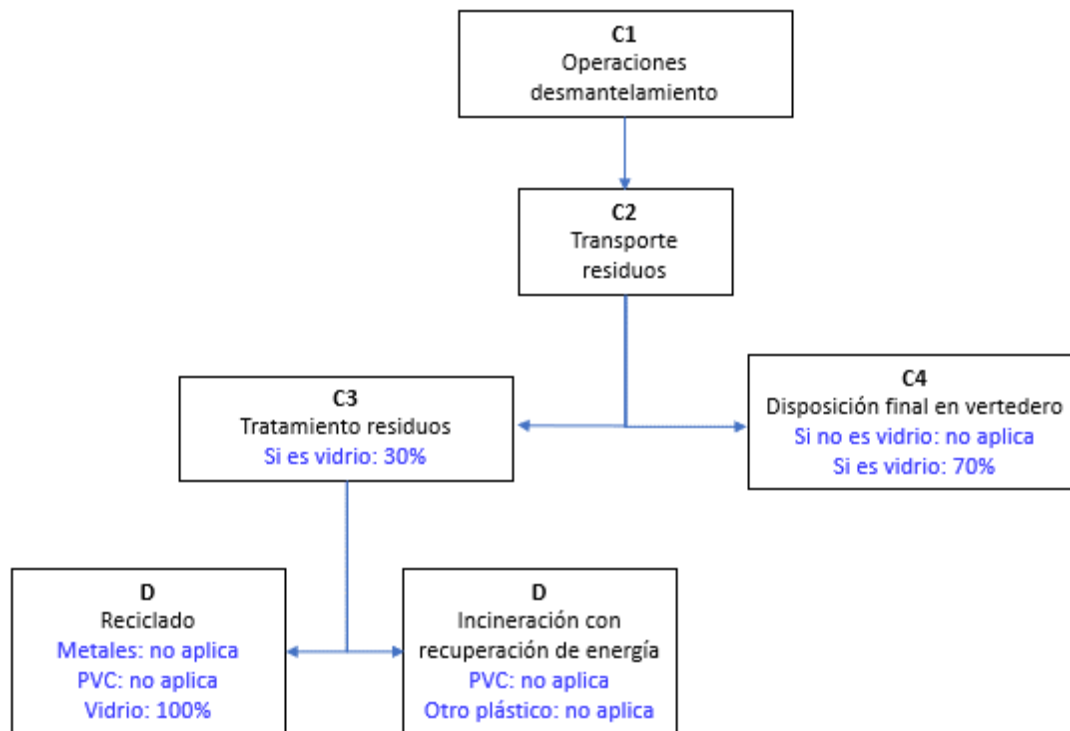 C1
Operaciones
desmantelamiento
C2
Transporte
residuos
C3
Tratamiento residuos
Si es vidrio: 30%
C4
Disposición final en vertedero
Si no es vidrio: no aplica
Si es vidrio: 70%
D
Reciclado
Metales: no aplica
PVC: no aplica
Vidrio: 100%
D
Incineración con
recuperación de energía
PVC: no aplica
Otro plástico: no aplica